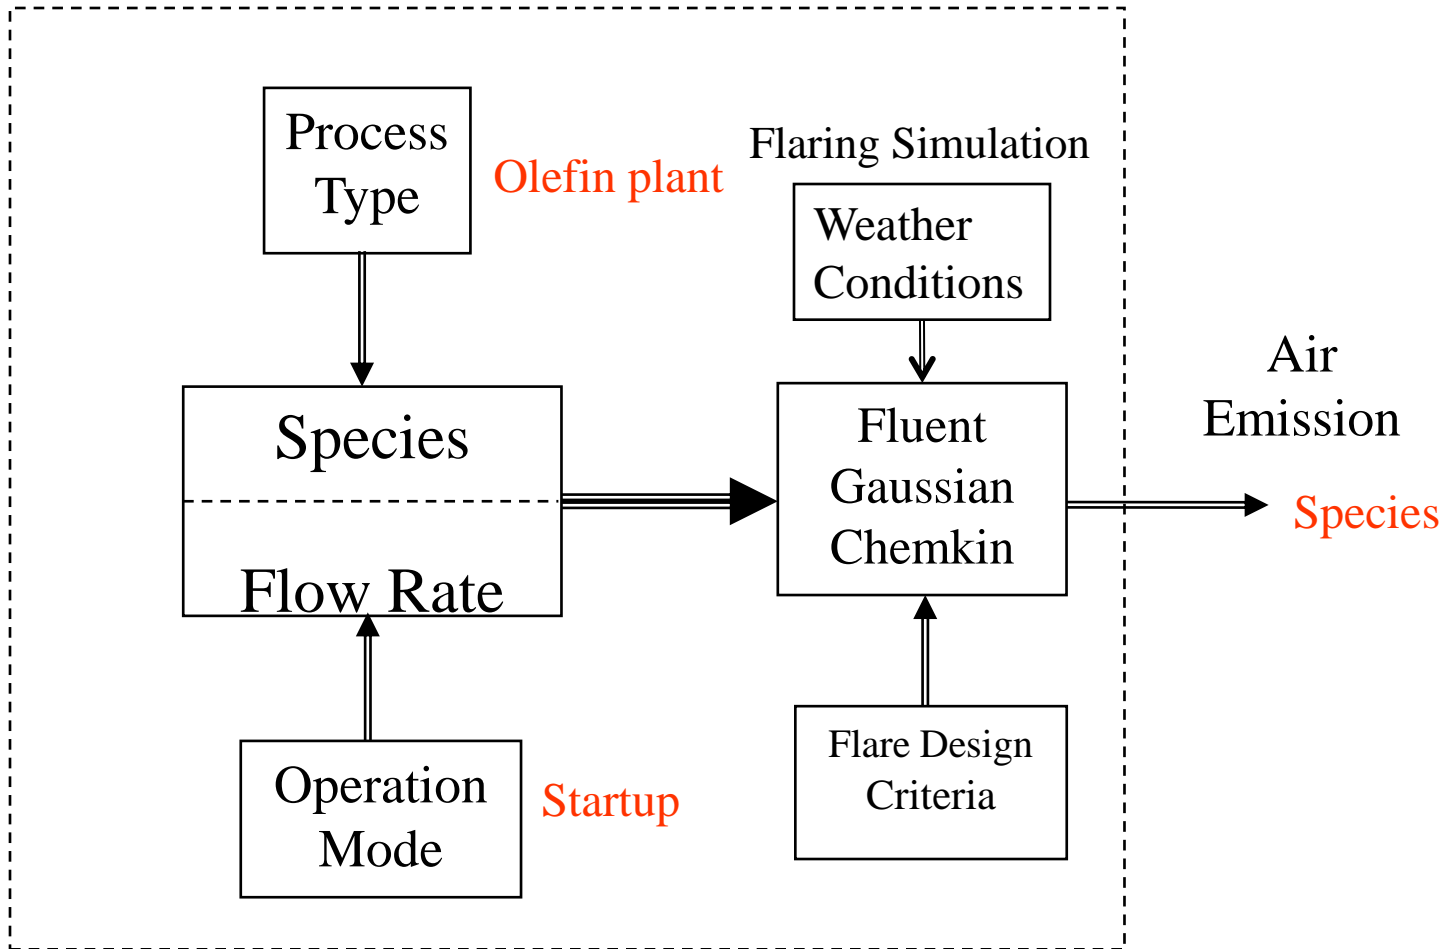 Process
Type
Olefin plant
Flaring Simulation
Weather
Conditions
Species
Flow Rate
Fluent
Gaussian
Chemkin
Air
Emission
Species
Operation
Mode
Startup
Flare Design
Criteria